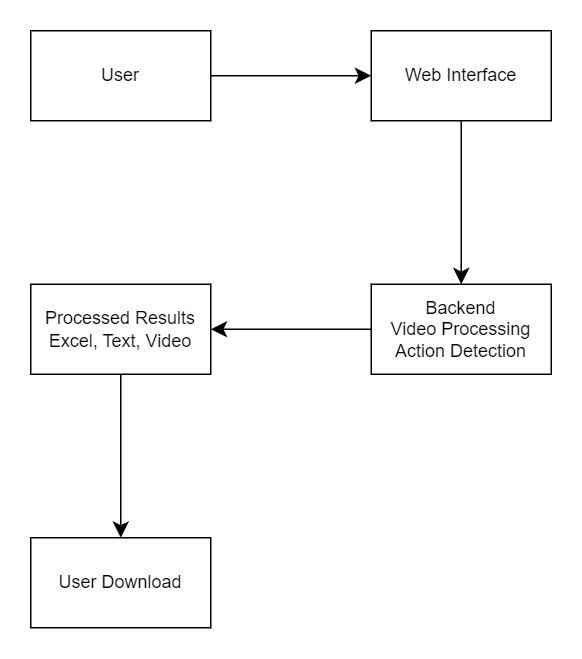 User
Web Interface
Backend
Video Processing
Action Detection
Processed Results
Excel, Text, Video
User Download